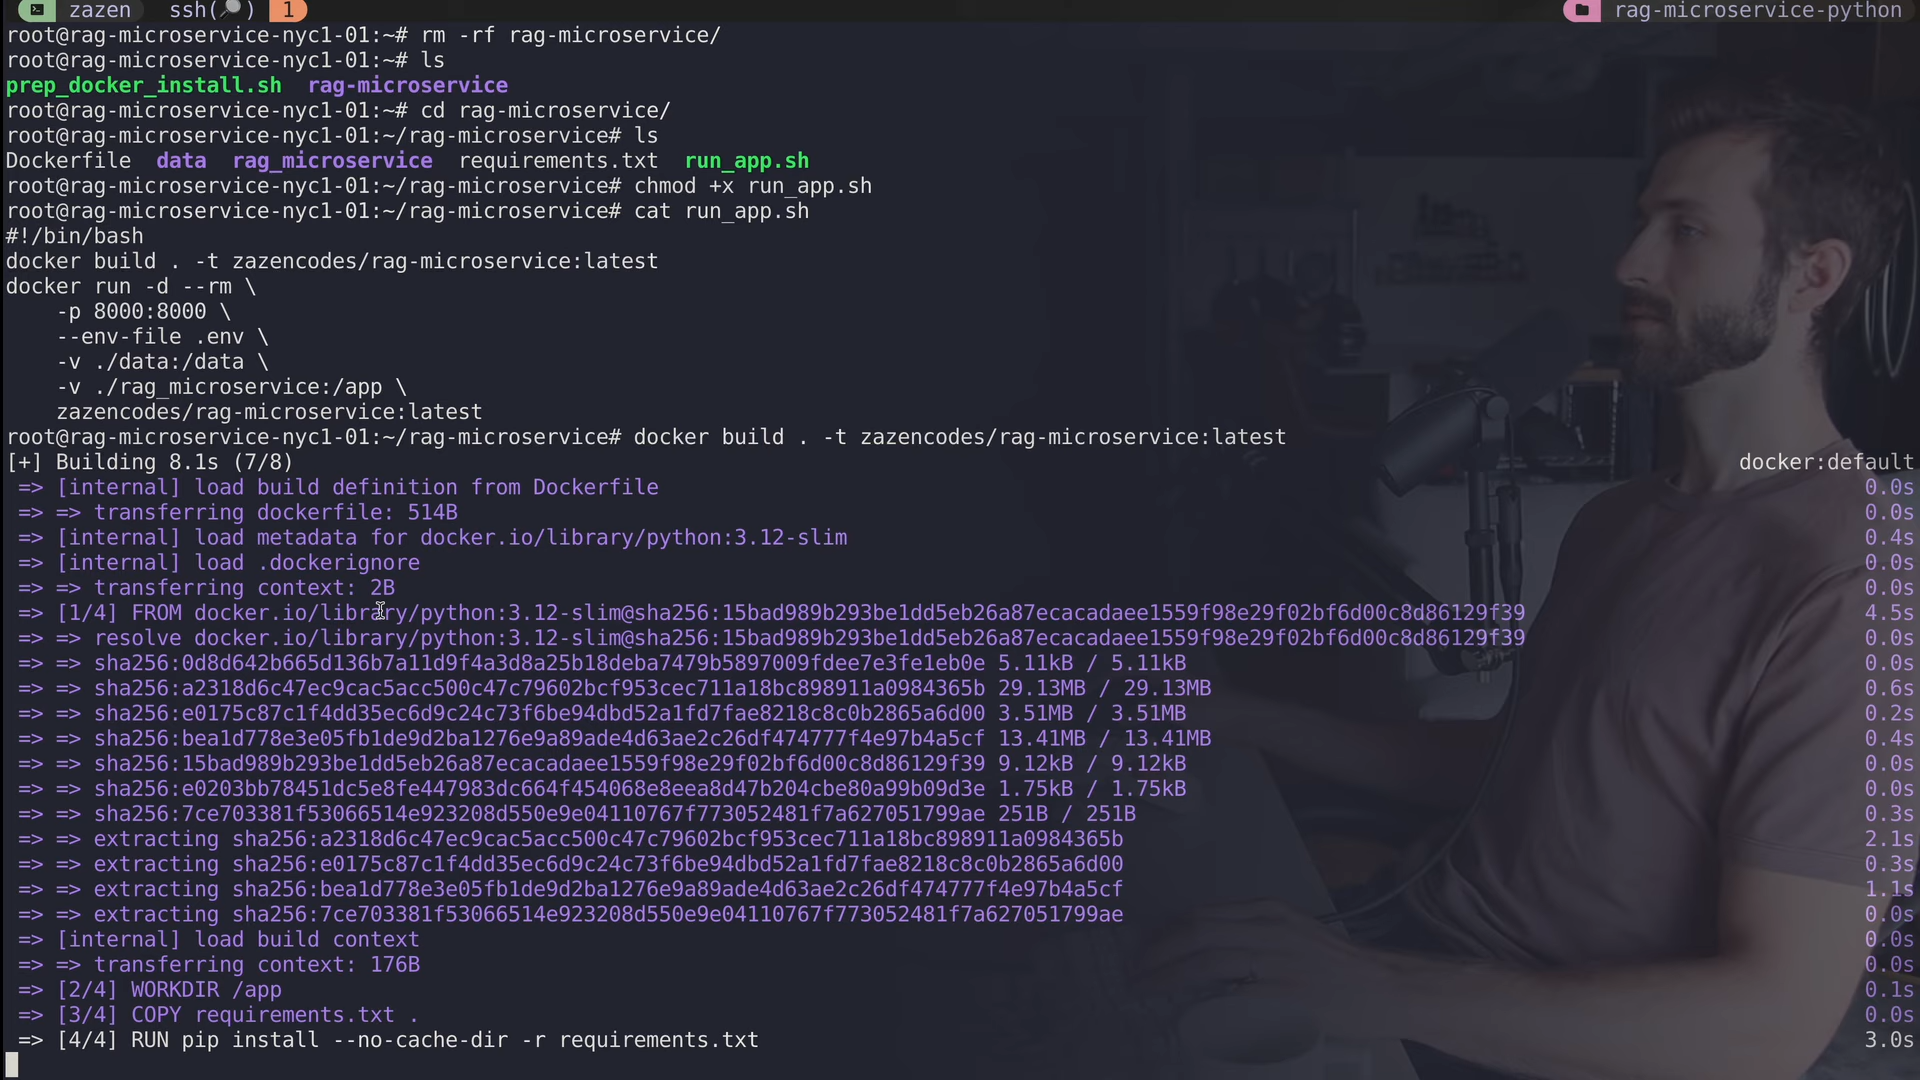 zazen ssh( ) 1 rag-microservice-python
root@rag-microservice-nyc1-01:~# rm -rf rag-microservice/
root@rag-microservice-nyc1-01:~# ls
prep_docker_install.sh rag-microservice
root@rag-microservice-nyc1-01:~# cd rag-microservice/
root@rag-microservice-nyc1-01:~/rag-microservice# ls
Dockerfile data rag_microservice requirements.txt run_app.sh
root@rag-microservice-nyc1-01:~/rag-microservice# chmod +x run_app.sh
root@rag-microservice-nyc1-01:~/rag-microservice# cat run_app.sh
#!/bin/bash
docker build . -t zazencodes/rag-microservice:latest
docker run -d --rm \
    -p 8000:8000 \
    --env-file .env \
    -v ./data:/data \
    -v ./rag_microservice:/app \
    zazencodes/rag-microservice:latest
root@rag-microservice-nyc1-01:~/rag-microservice# docker build . -t zazencodes/rag-microservice:latest
[+] Building 8.1s (7/8) docker:default
=> [internal] load build definition from Dockerfile 0.0s
=> => transferring dockerfile: 514B 0.0s
=> [internal] load metadata for docker.io/library/python:3.12-slim 0.4s
=> [internal] load .dockerignore 0.0s
=> => transferring context: 2B 0.0s
=> [1/4] FROM docker.io/library/python:3.12-slim@sha256:15bad989b293be1dd5eb26a87ecacadaee1559f98e29f02bf6d00c8d86129f39 4.5s
=> => resolve docker.io/library/python:3.12-slim@sha256:15bad989b293be1dd5eb26a87ecacadaee1559f98e29f02bf6d00c8d86129f39 0.0s
=> => sha256:0d8d642b665d136b7a11d9f4a3d8a25b18deba7479b5897009fdee7e3fe1eb0e 5.11kB / 5.11kB 0.0s
=> => sha256:a2318d6c47ec9cac5acc500c47c79602bcf953cec711a18bc898911a0984365b 29.13MB / 29.13MB 0.6s
=> => sha256:e0175c87c1f4dd35ec6d9c24c73f6be94dbd52a1fd7fae8218c8c0b2865a6d00 3.51MB / 3.51MB 0.2s
=> => sha256:bea1d778e3e05fb1de9d2ba1276e9a89ade4d63ae2c26df474777f4e97b4a5cf 13.41MB / 13.41MB 0.4s
=> => sha256:15bad989b293be1dd5eb26a87ecacadaee1559f98e29f02bf6d00c8d86129f39 9.12kB / 9.12kB 0.0s
=> => sha256:e0203bb78451dc5e8fe447983dc664f454068e8eea8d47b204cbe80a99b09d3e 1.75kB / 1.75kB 0.0s
=> => sha256:7ce703381f53066514e923208d550e9e04110767f773052481f7a627051799ae 251B / 251B 0.3s
=> => extracting sha256:a2318d6c47ec9cac5acc500c47c79602bcf953cec711a18bc898911a0984365b 2.1s
=> => extracting sha256:e0175c87c1f4dd35ec6d9c24c73f6be94dbd52a1fd7fae8218c8c0b2865a6d00 0.3s
=> => extracting sha256:bea1d778e3e05fb1de9d2ba1276e9a89ade4d63ae2c26df474777f4e97b4a5cf 1.1s
=> => extracting sha256:7ce703381f53066514e923208d550e9e04110767f773052481f7a627051799ae 0.0s
=> [internal] load build context 0.0s
=> => transferring context: 176B 0.0s
=> [2/4] WORKDIR /app 0.1s
=> [3/4] COPY requirements.txt . 0.0s
=> [4/4] RUN pip install --no-cache-dir -r requirements.txt 3.0s